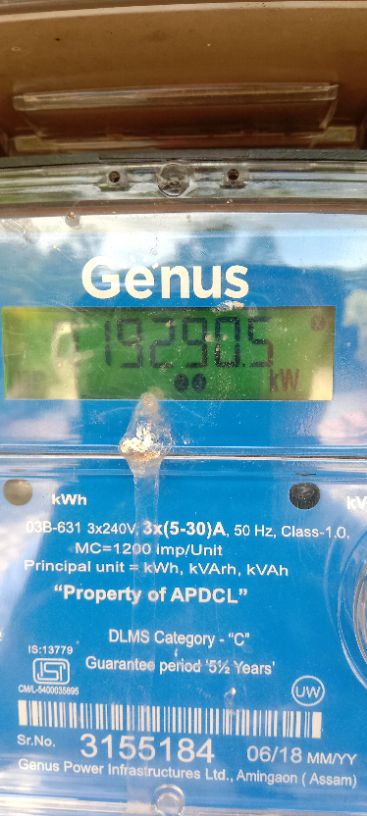 Genus
19290.5
kW
kWh
03B-631 3x240V, 3x(5-30)A, 50 Hz, Class-1.0,
MC=1200 imp/Unit
Principal unit = kWh, kVArh, kVAh
"Property of APDCL"
DLMS Category - "C"
IS:13779
Guarantee period '5½ Years'
ISI
CM/L-5400035695
UW
Sr.No. 3155184 06/18 MM/YY
Genus Power Infrastructures Ltd., Amingaon ( Assam)